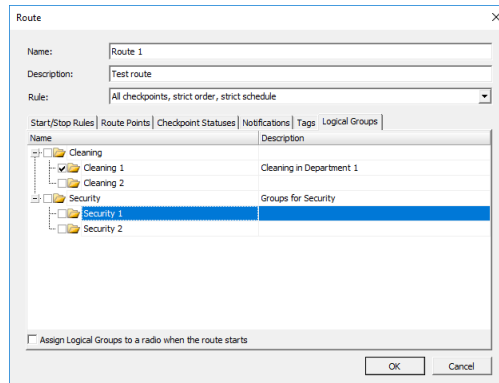 Route
Name: Route 1
Description: Test route
Rule: All checkpoints, strict order, strict schedule
Start/Stop Rules Route Points Checkpoint Statuses Notifications Tags Logical Groups
Name Description
Cleaning
Cleaning 1 Cleaning in Department 1
Cleaning 2
Security Groups for Security
Security 1
Security 2
Assign Logical Groups to a radio when the route starts
OK Cancel